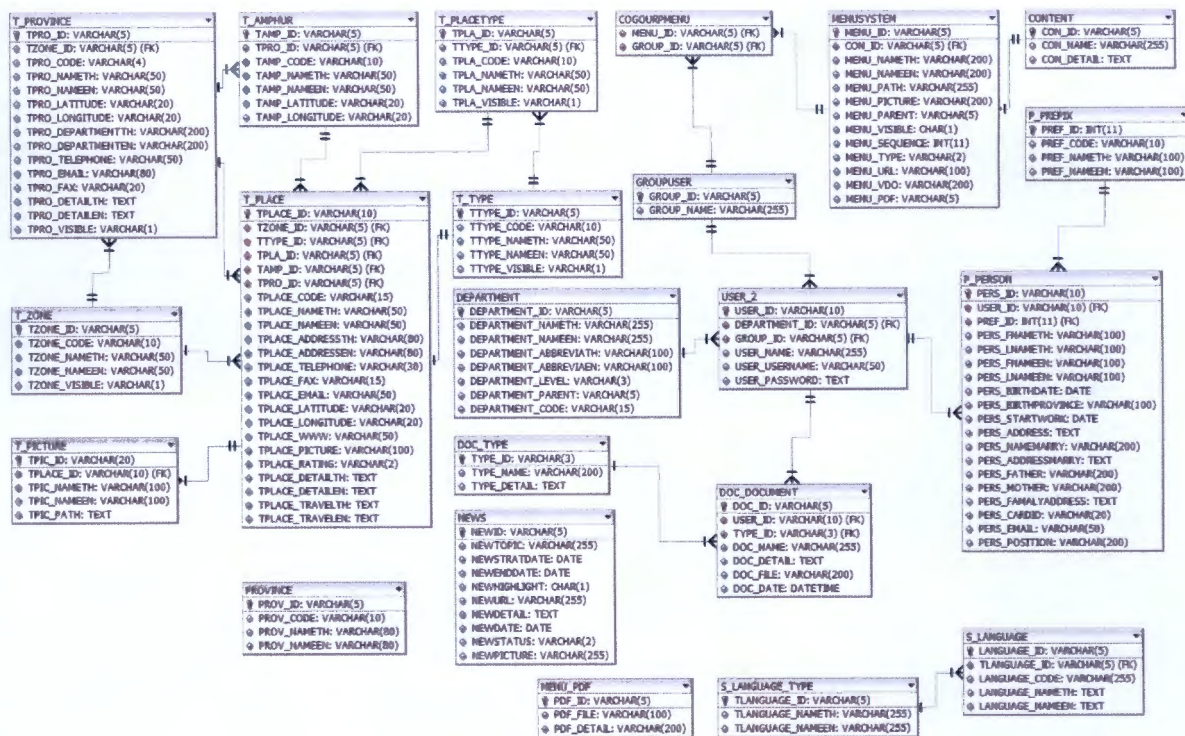 T_PROVINCE
TPRO_ID: VARCHAR(5)
TZONE_ID: VARCHAR(5) (FK)
TPRO_CODE: VARCHAR(4)
TPRO_NAMETH: VARCHAR(50)
TPRO_NAMEEN: VARCHAR(50)
TPRO_LATITUDE: VARCHAR(20)
TPRO_LONGITUDE: VARCHAR(20)
TPRO_DEPARTMENTTH: VARCHAR(200)
TPRO_DEPARTMENTEN: VARCHAR(200)
TPRO_TELEPHONE: VARCHAR(50)
TPRO_EMAIL: VARCHAR(80)
TPRO_FAX: VARCHAR(20)
TPRO_DETAILTH: TEXT
TPRO_DETAILEN: TEXT
TPRO_VISIBLE: VARCHAR(1)
T_AMPHUR
TAMP_ID: VARCHAR(5)
TPRO_ID: VARCHAR(5) (FK)
TAMP_CODE: VARCHAR(10)
TAMP_NAMETH: VARCHAR(50)
TAMP_NAMEEN: VARCHAR(50)
TAMP_LATITUDE: VARCHAR(20)
TAMP_LONGITUDE: VARCHAR(20)
T_PLACETYPE
TPLA_ID: VARCHAR(5)
TTYPE_ID: VARCHAR(5) (FK)
TPLA_CODE: VARCHAR(10)
TPLA_NAMETH: VARCHAR(50)
TPLA_NAMEEN: VARCHAR(50)
TPLA_VISIBLE: VARCHAR(1)
COGOURPMENU
MENU_ID: VARCHAR(5) (FK)
GROUP_ID: VARCHAR(5) (FK)
MENUSYSTEM
MENU_ID: VARCHAR(5)
CON_ID: VARCHAR(5) (FK)
MENU_NAMETH: VARCHAR(200)
MENU_NAMEEN: VARCHAR(200)
MENU_PATH: VARCHAR(255)
MENU_PICTURE: VARCHAR(200)
MENU_PARENT: VARCHAR(5)
MENU_VISIBLE: CHAR(1)
MENU_SEQUENCE: INT(11)
MENU_TYPE: VARCHAR(2)
MENU_URL: VARCHAR(100)
MENU_VDO: VARCHAR(200)
MENU_PDF: VARCHAR(5)
CONTENT
CON_ID: VARCHAR(5)
CON_NAME: VARCHAR(255)
CON_DETAIL: TEXT
P_PREFIX
PREF_ID: INT(11)
PREF_CODE: VARCHAR(10)
PREF_NAMETH: VARCHAR(100)
PREF_NAMEEN: VARCHAR(100)
T_PLACE
TPLACE_ID: VARCHAR(10)
TZONE_ID: VARCHAR(5) (FK)
TTYPE_ID: VARCHAR(5) (FK)
TPLA_ID: VARCHAR(5) (FK)
TAMP_ID: VARCHAR(5) (FK)
TPRO_ID: VARCHAR(5) (FK)
TPLACE_CODE: VARCHAR(15)
TPLACE_NAMETH: VARCHAR(50)
TPLACE_NAMEEN: VARCHAR(50)
TPLACE_ADDRESSTH: VARCHAR(80)
TPLACE_ADDRESSEN: VARCHAR(80)
TPLACE_TELEPHONE: VARCHAR(30)
TPLACE_FAX: VARCHAR(15)
TPLACE_EMAIL: VARCHAR(50)
TPLACE_LATITUDE: VARCHAR(20)
TPLACE_LONGITUDE: VARCHAR(20)
TPLACE_WWW: VARCHAR(50)
TPLACE_PICTURE: VARCHAR(100)
TPLACE_RATING: VARCHAR(2)
TPLACE_DETAILTH: TEXT
TPLACE_DETAILEN: TEXT
TPLACE_TRAVELTH: TEXT
TPLACE_TRAVELEN: TEXT
T_TYPE
TTYPE_ID: VARCHAR(5)
TTYPE_CODE: VARCHAR(10)
TTYPE_NAMETH: VARCHAR(50)
TTYPE_NAMEEN: VARCHAR(50)
TTYPE_VISIBLE: VARCHAR(1)
GROUPUSER
GROUP_ID: VARCHAR(5)
GROUP_NAME: VARCHAR(255)
T_ZONE
TZONE_ID: VARCHAR(5)
TZONE_CODE: VARCHAR(10)
TZONE_NAMETH: VARCHAR(50)
TZONE_NAMEEN: VARCHAR(50)
TZONE_VISIBLE: VARCHAR(1)
DEPARTMENT
DEPARTMENT_ID: VARCHAR(5)
DEPARTMENT_NAMETH: VARCHAR(255)
DEPARTMENT_NAMEEN: VARCHAR(255)
DEPARTMENT_ABBREVIATH: VARCHAR(100)
DEPARTMENT_ABBREVIAEN: VARCHAR(100)
DEPARTMENT_LEVEL: VARCHAR(3)
DEPARTMENT_PARENT: VARCHAR(5)
DEPARTMENT_CODE: VARCHAR(15)
USER_2
USER_ID: VARCHAR(10)
DEPARTMENT_ID: VARCHAR(5) (FK)
GROUP_ID: VARCHAR(5) (FK)
USER_NAME: VARCHAR(255)
USER_USERNAME: VARCHAR(50)
USER_PASSWORD: TEXT
P_PERSON
PERS_ID: VARCHAR(10)
USER_ID: VARCHAR(10) (FK)
PREF_ID: INT(11) (FK)
PERS_FNAMETH: VARCHAR(100)
PERS_LNAMETH: VARCHAR(100)
PERS_FNAMEEN: VARCHAR(100)
PERS_LNAMEEN: VARCHAR(100)
PERS_BIRTHDATE: DATE
PERS_BIRTHPROVINCE: VARCHAR(100)
PERS_STARTWORK: DATE
PERS_ADDRESS: TEXT
PERS_NAMEMARRY: VARCHAR(200)
PERS_ADDRESSMARRY: TEXT
PERS_FATHER: VARCHAR(200)
PERS_MOTHER: VARCHAR(200)
PERS_FAMALYADDRESS: TEXT
PERS_CARDID: VARCHAR(20)
PERS_EMAIL: VARCHAR(50)
PERS_POSITION: VARCHAR(200)
T_PICTURE
TPIC_ID: VARCHAR(20)
TPLACE_ID: VARCHAR(10) (FK)
TPIC_NAMETH: VARCHAR(100)
TPIC_NAMEEN: VARCHAR(100)
TPIC_PATH: TEXT
DOC_TYPE
TYPE_ID: VARCHAR(3)
TYPE_NAME: VARCHAR(200)
TYPE_DETAIL: TEXT
DOC_DOCUMENT
DOC_ID: VARCHAR(5)
USER_ID: VARCHAR(10) (FK)
TYPE_ID: VARCHAR(3) (FK)
DOC_NAME: VARCHAR(255)
DOC_DETAIL: TEXT
DOC_FILE: VARCHAR(200)
DOC_DATE: DATETIME
NEWS
NEWID: VARCHAR(5)
NEWTOPIC: VARCHAR(255)
NEWSTRATDATE: DATE
NEWENDDATE: DATE
NEWHIGHLIGHT: CHAR(1)
NEWURL: VARCHAR(255)
NEWDETAIL: TEXT
NEWDATE: DATE
NEWSTATUS: VARCHAR(2)
NEWPICTURE: VARCHAR(255)
PROVINCE
PROV_ID: VARCHAR(5)
PROV_CODE: VARCHAR(10)
PROV_NAMETH: VARCHAR(80)
PROV_NAMEEN: VARCHAR(80)
MENU_PDF
PDF_ID: VARCHAR(5)
PDF_FILE: VARCHAR(100)
PDF_DETAIL: VARCHAR(200)
S_LANGUAGE_TYPE
TLANGUAGE_ID: VARCHAR(5)
TLANGUAGE_NAMETH: VARCHAR(255)
TLANGUAGE_NAMEEN: VARCHAR(255)
S_LANGUAGE
LANGUAGE_ID: VARCHAR(5)
TLANGUAGE_ID: VARCHAR(5) (FK)
LANGUAGE_CODE: VARCHAR(255)
LANGUAGE_NAMETH: TEXT
LANGUAGE_NAMEEN: TEXT